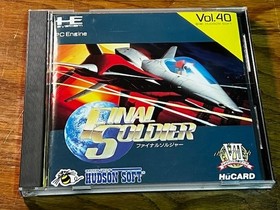 HE
PC Engine
Vol.40
FINAL
SOLDIER
ファイナルソルジャー
HUDSON SOFT
HuCARD